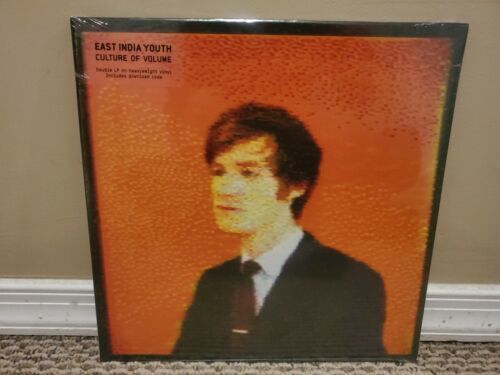 EAST INDIA YOUTH
CULTURE OF VOLUME
Double LP on heavyweight vinyl
Includes download code